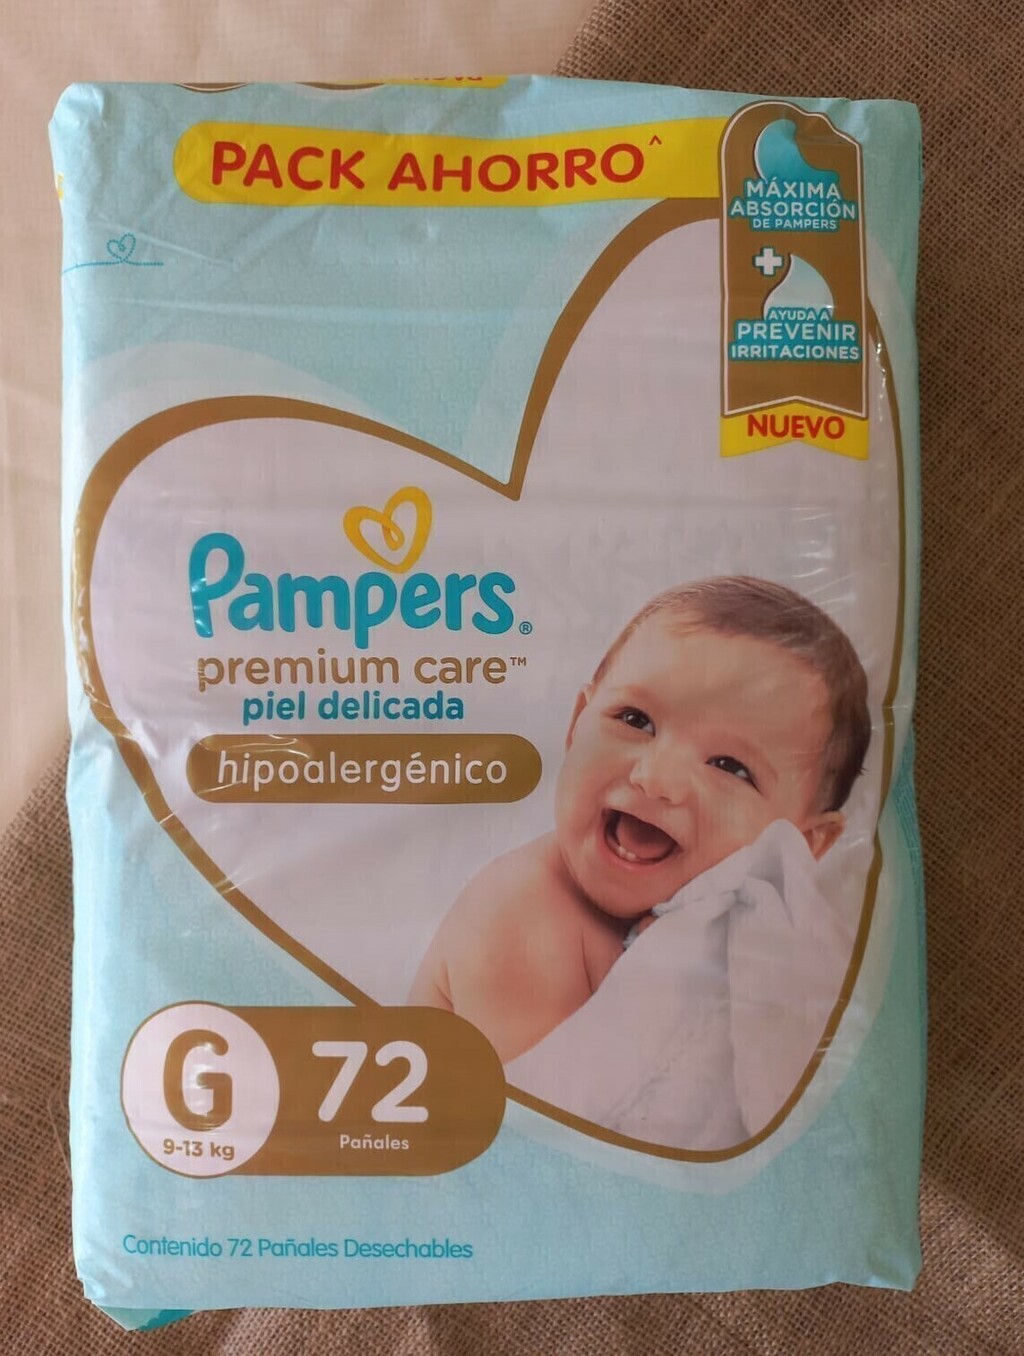 PACK AHORRO^
MÁXIMA
ABSORCIÓN
DE PAMPERS
+
AYUDA A
PREVENIR
IRRITACIONES
NUEVO
Pampers®
premium care™
piel delicada
hipoalergénico
G
9-13 kg
72
Pañales
Contenido 72 Pañales Desechables